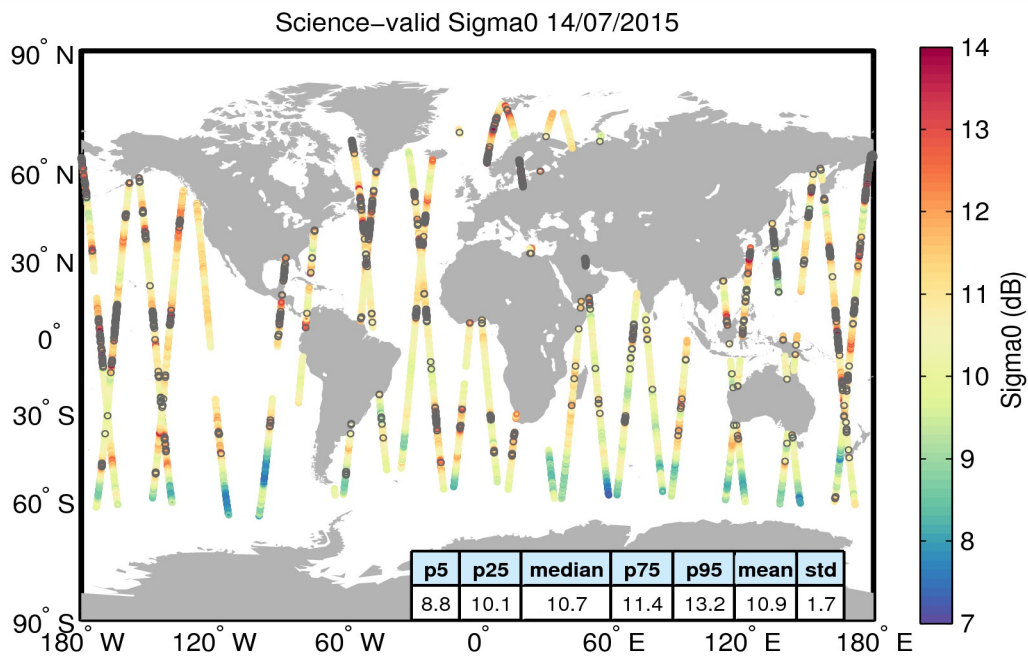 Science−valid Sigma0 14/07/2015
90° N
60° N
30° N
0°
30° S
60° S
90° S
180° W
120° W
60° W
0°
60° E
120° E
180° E
p5 p25 median p75 p95 mean std
8.8 10.1 10.7 11.4 13.2 10.9 1.7
14
13
12
11
10
9
8
7
Sigma0 (dB)